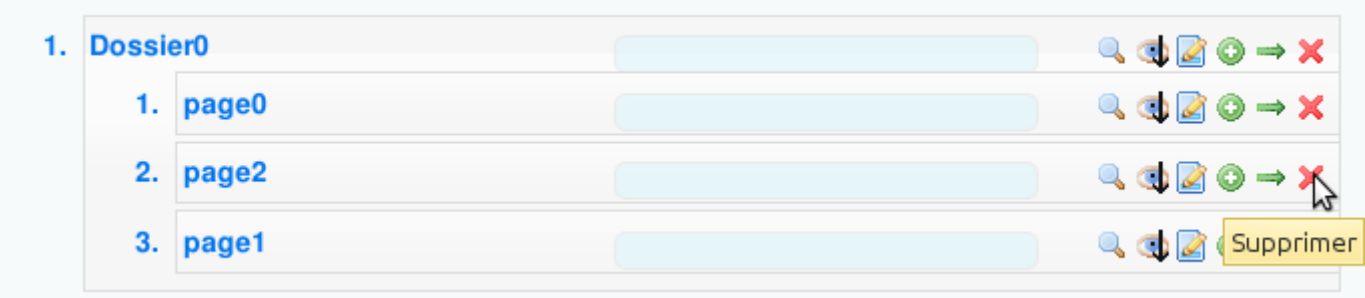 1. Dossier0
1. page0
2. page2
3. page1
Supprimer